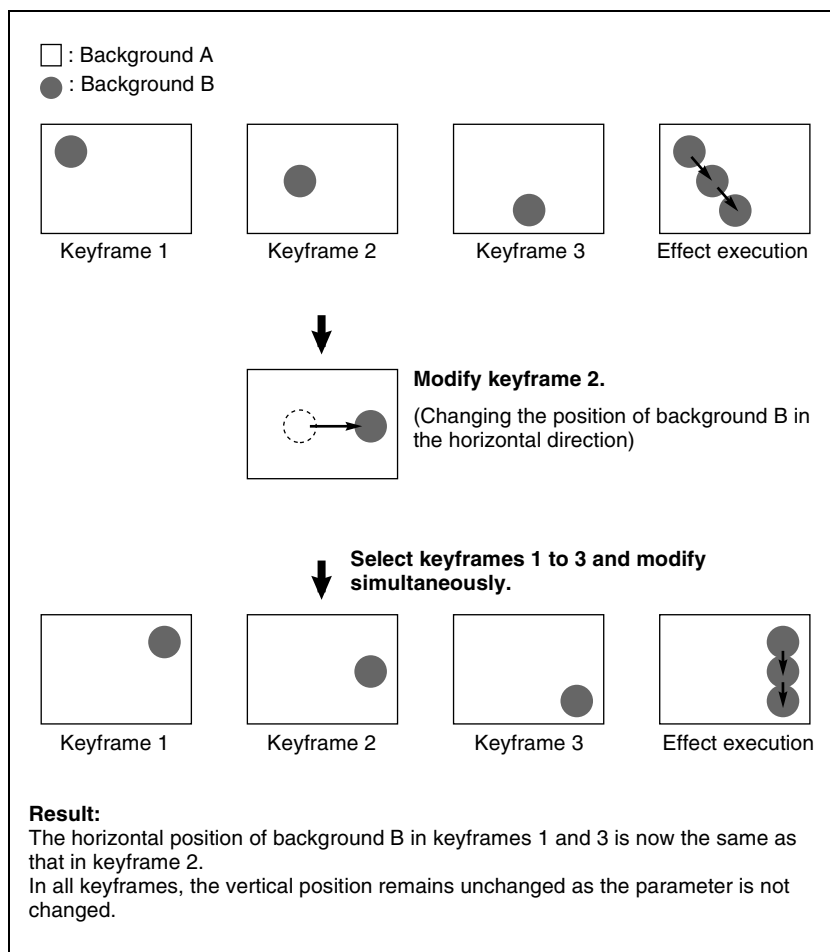 : Background A
: Background B
Keyframe 1
Keyframe 2
Keyframe 3
Effect execution
Modify keyframe 2.
(Changing the position of background B in
the horizontal direction)
Select keyframes 1 to 3 and modify
simultaneously.
Keyframe 1
Keyframe 2
Keyframe 3
Effect execution
Result:
The horizontal position of background B in keyframes 1 and 3 is now the same as
that in keyframe 2.
In all keyframes, the vertical position remains unchanged as the parameter is not
changed.